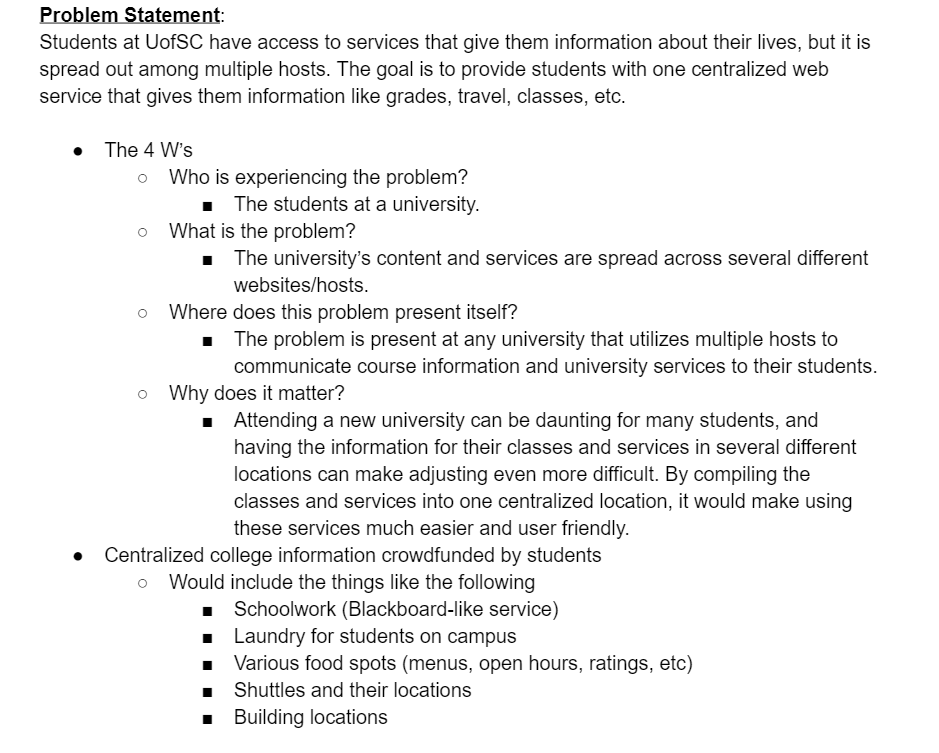 Problem Statement:
Students at UofSC have access to services that give them information about their lives, but it is
spread out among multiple hosts. The goal is to provide students with one centralized web
service that gives them information like grades, travel, classes, etc.
● The 4 W's
○ Who is experiencing the problem?
■ The students at a university.
○ What is the problem?
■ The university's content and services are spread across several different
websites/hosts.
○ Where does this problem present itself?
■ The problem is present at any university that utilizes multiple hosts to
communicate course information and university services to their students.
○ Why does it matter?
■ Attending a new university can be daunting for many students, and
having the information for their classes and services in several different
locations can make adjusting even more difficult. By compiling the
classes and services into one centralized location, it would make using
these services much easier and user friendly.
● Centralized college information crowdfunded by students
○ Would include the things like the following
■ Schoolwork (Blackboard-like service)
■ Laundry for students on campus
■ Various food spots (menus, open hours, ratings, etc)
■ Shuttles and their locations
■ Building locations